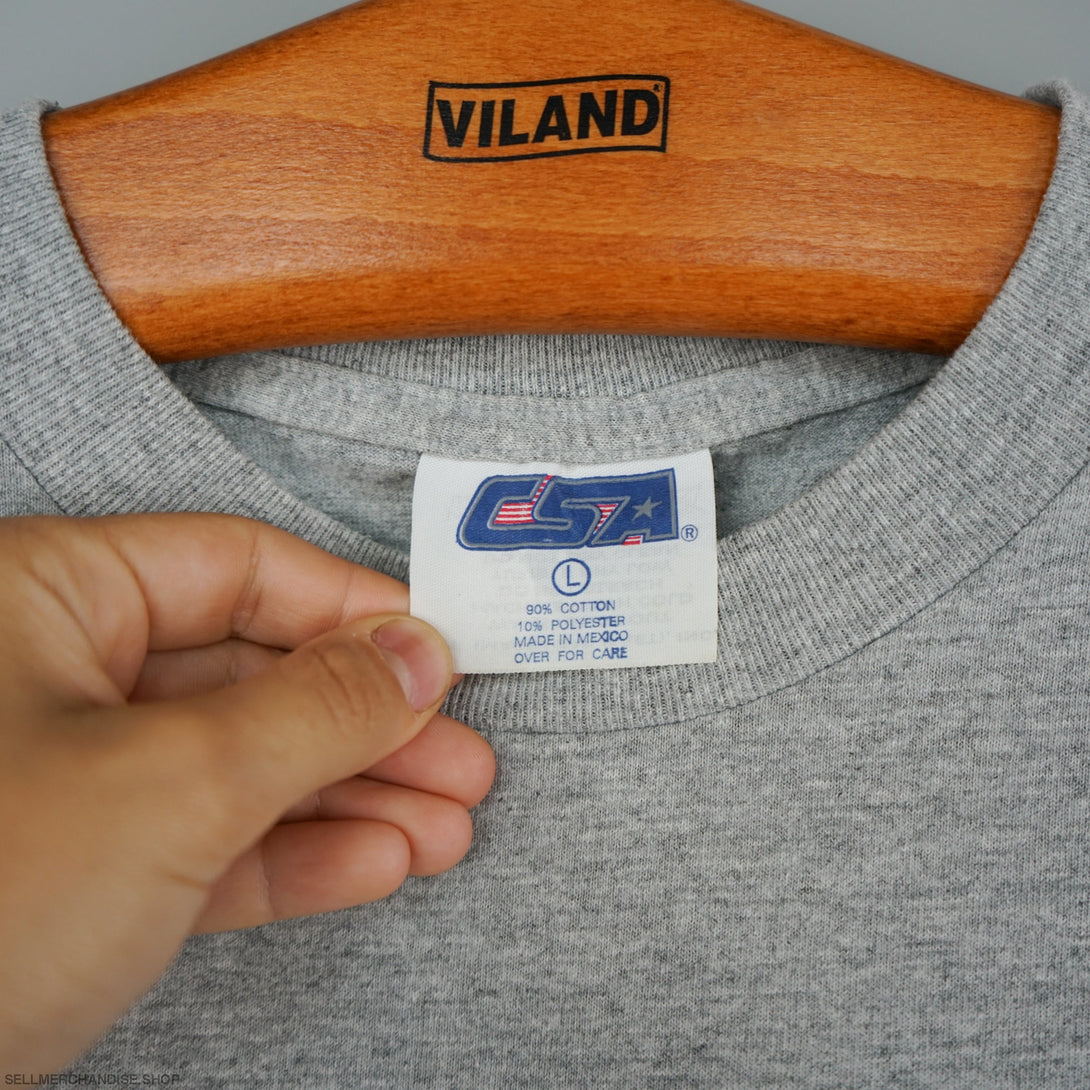 VILAND®
CSA®
L
90% COTTON
10% POLYESTER
MADE IN MEXICO
OVER FOR CARE
SELLMERCHANDISE.SHOP